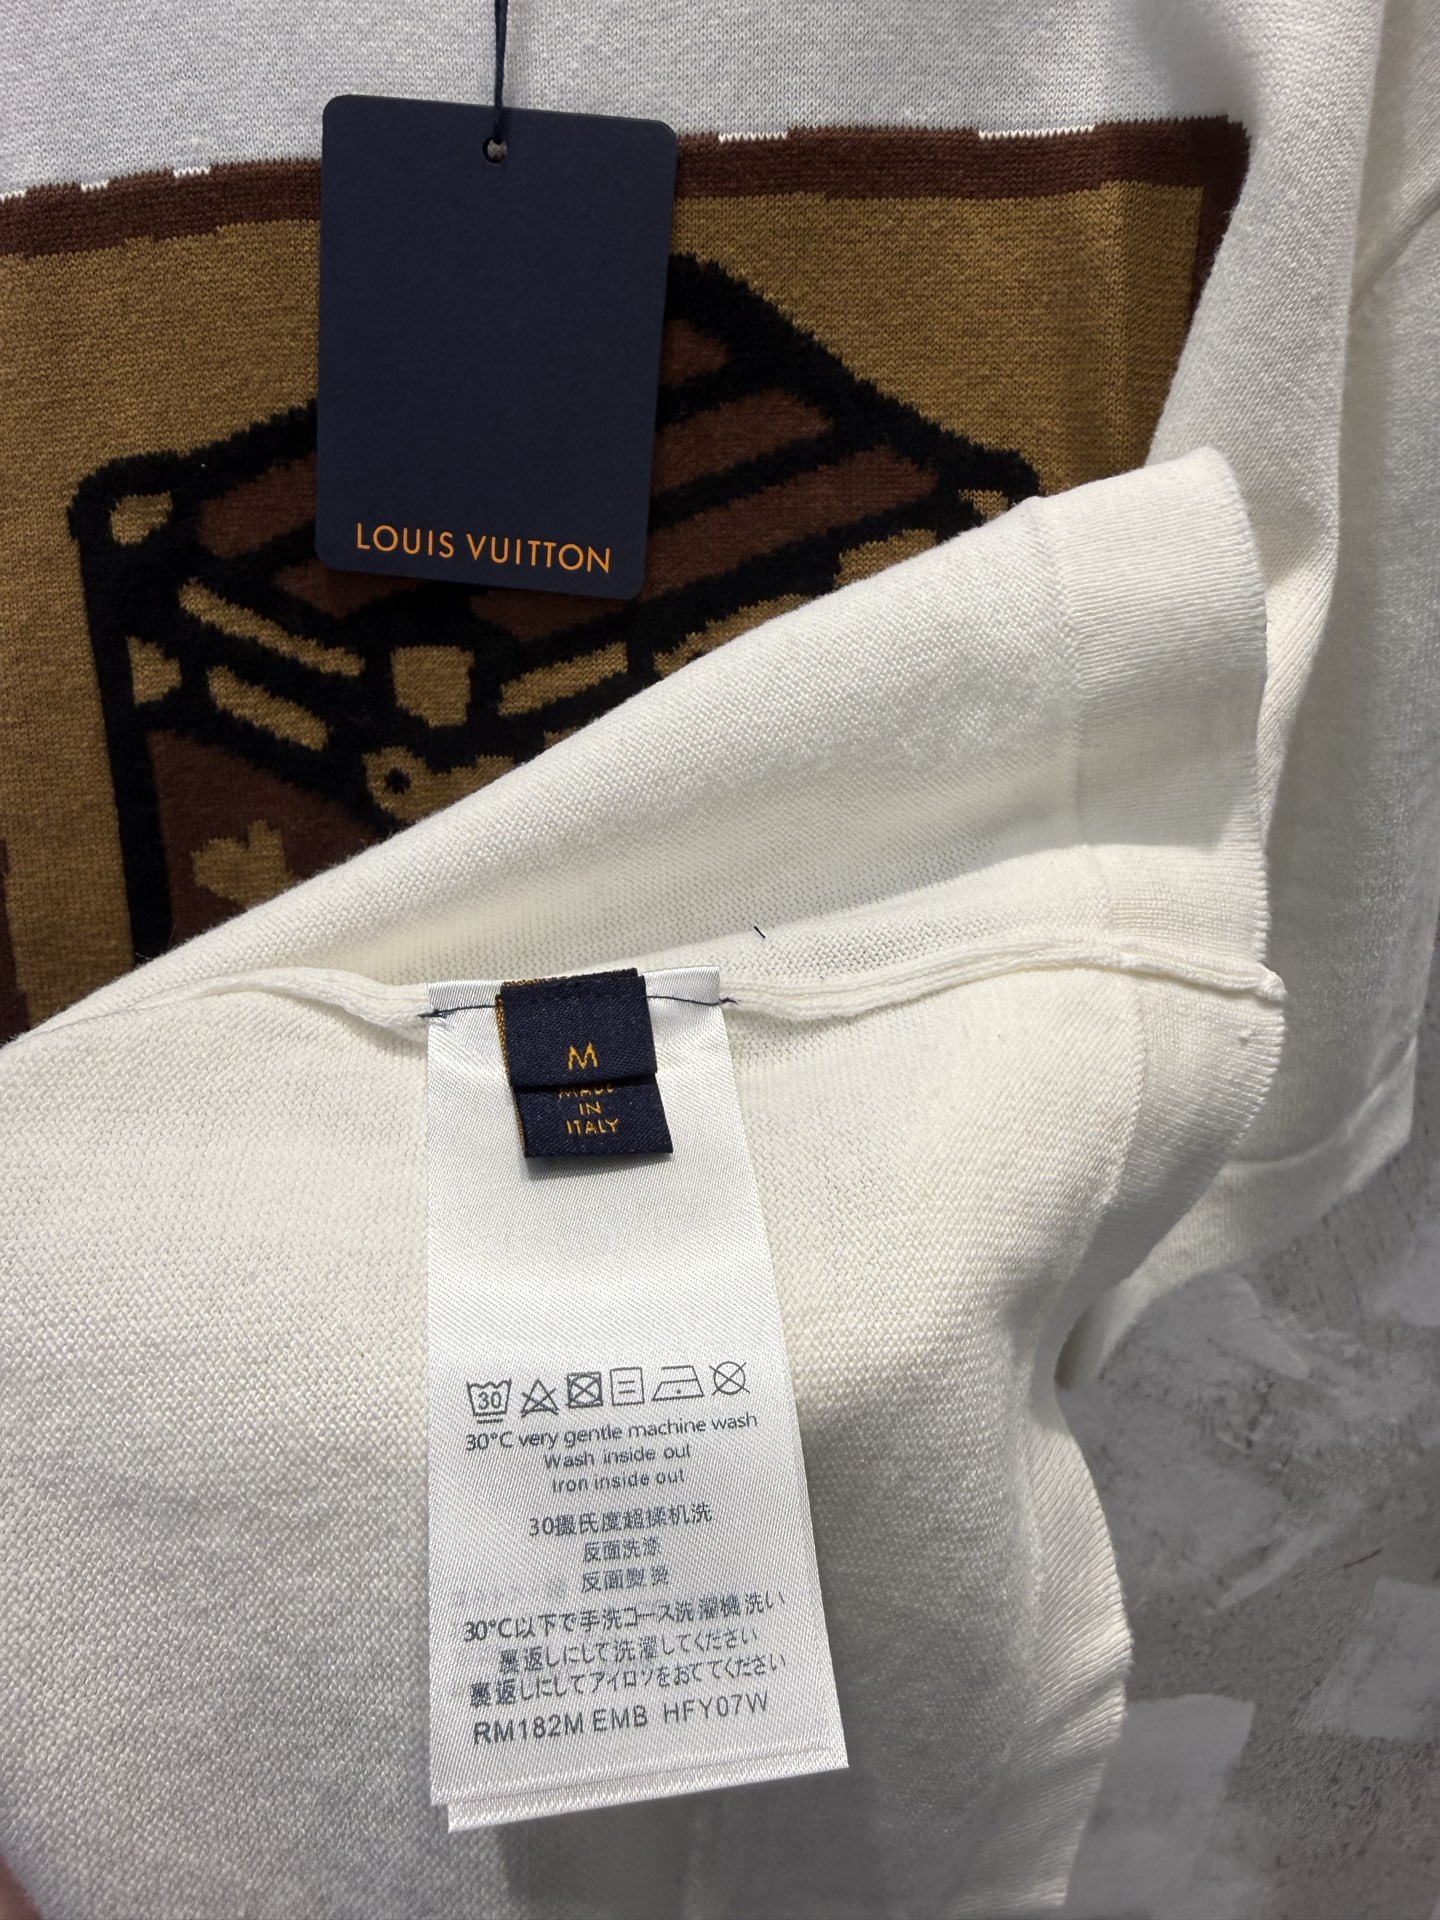 LOUIS VUITTON
M
MADE
IN
ITALY
30
30°C very gentle machine wash
Wash inside out
Iron inside out
30摄氏度超揉机洗
反面洗涤
反面熨烫
30°C以下で手洗コース洗濯機洗い
裏返しにして洗濯してください
裏返しにしてアイロンをおててください
RM182M EMB HFY07W